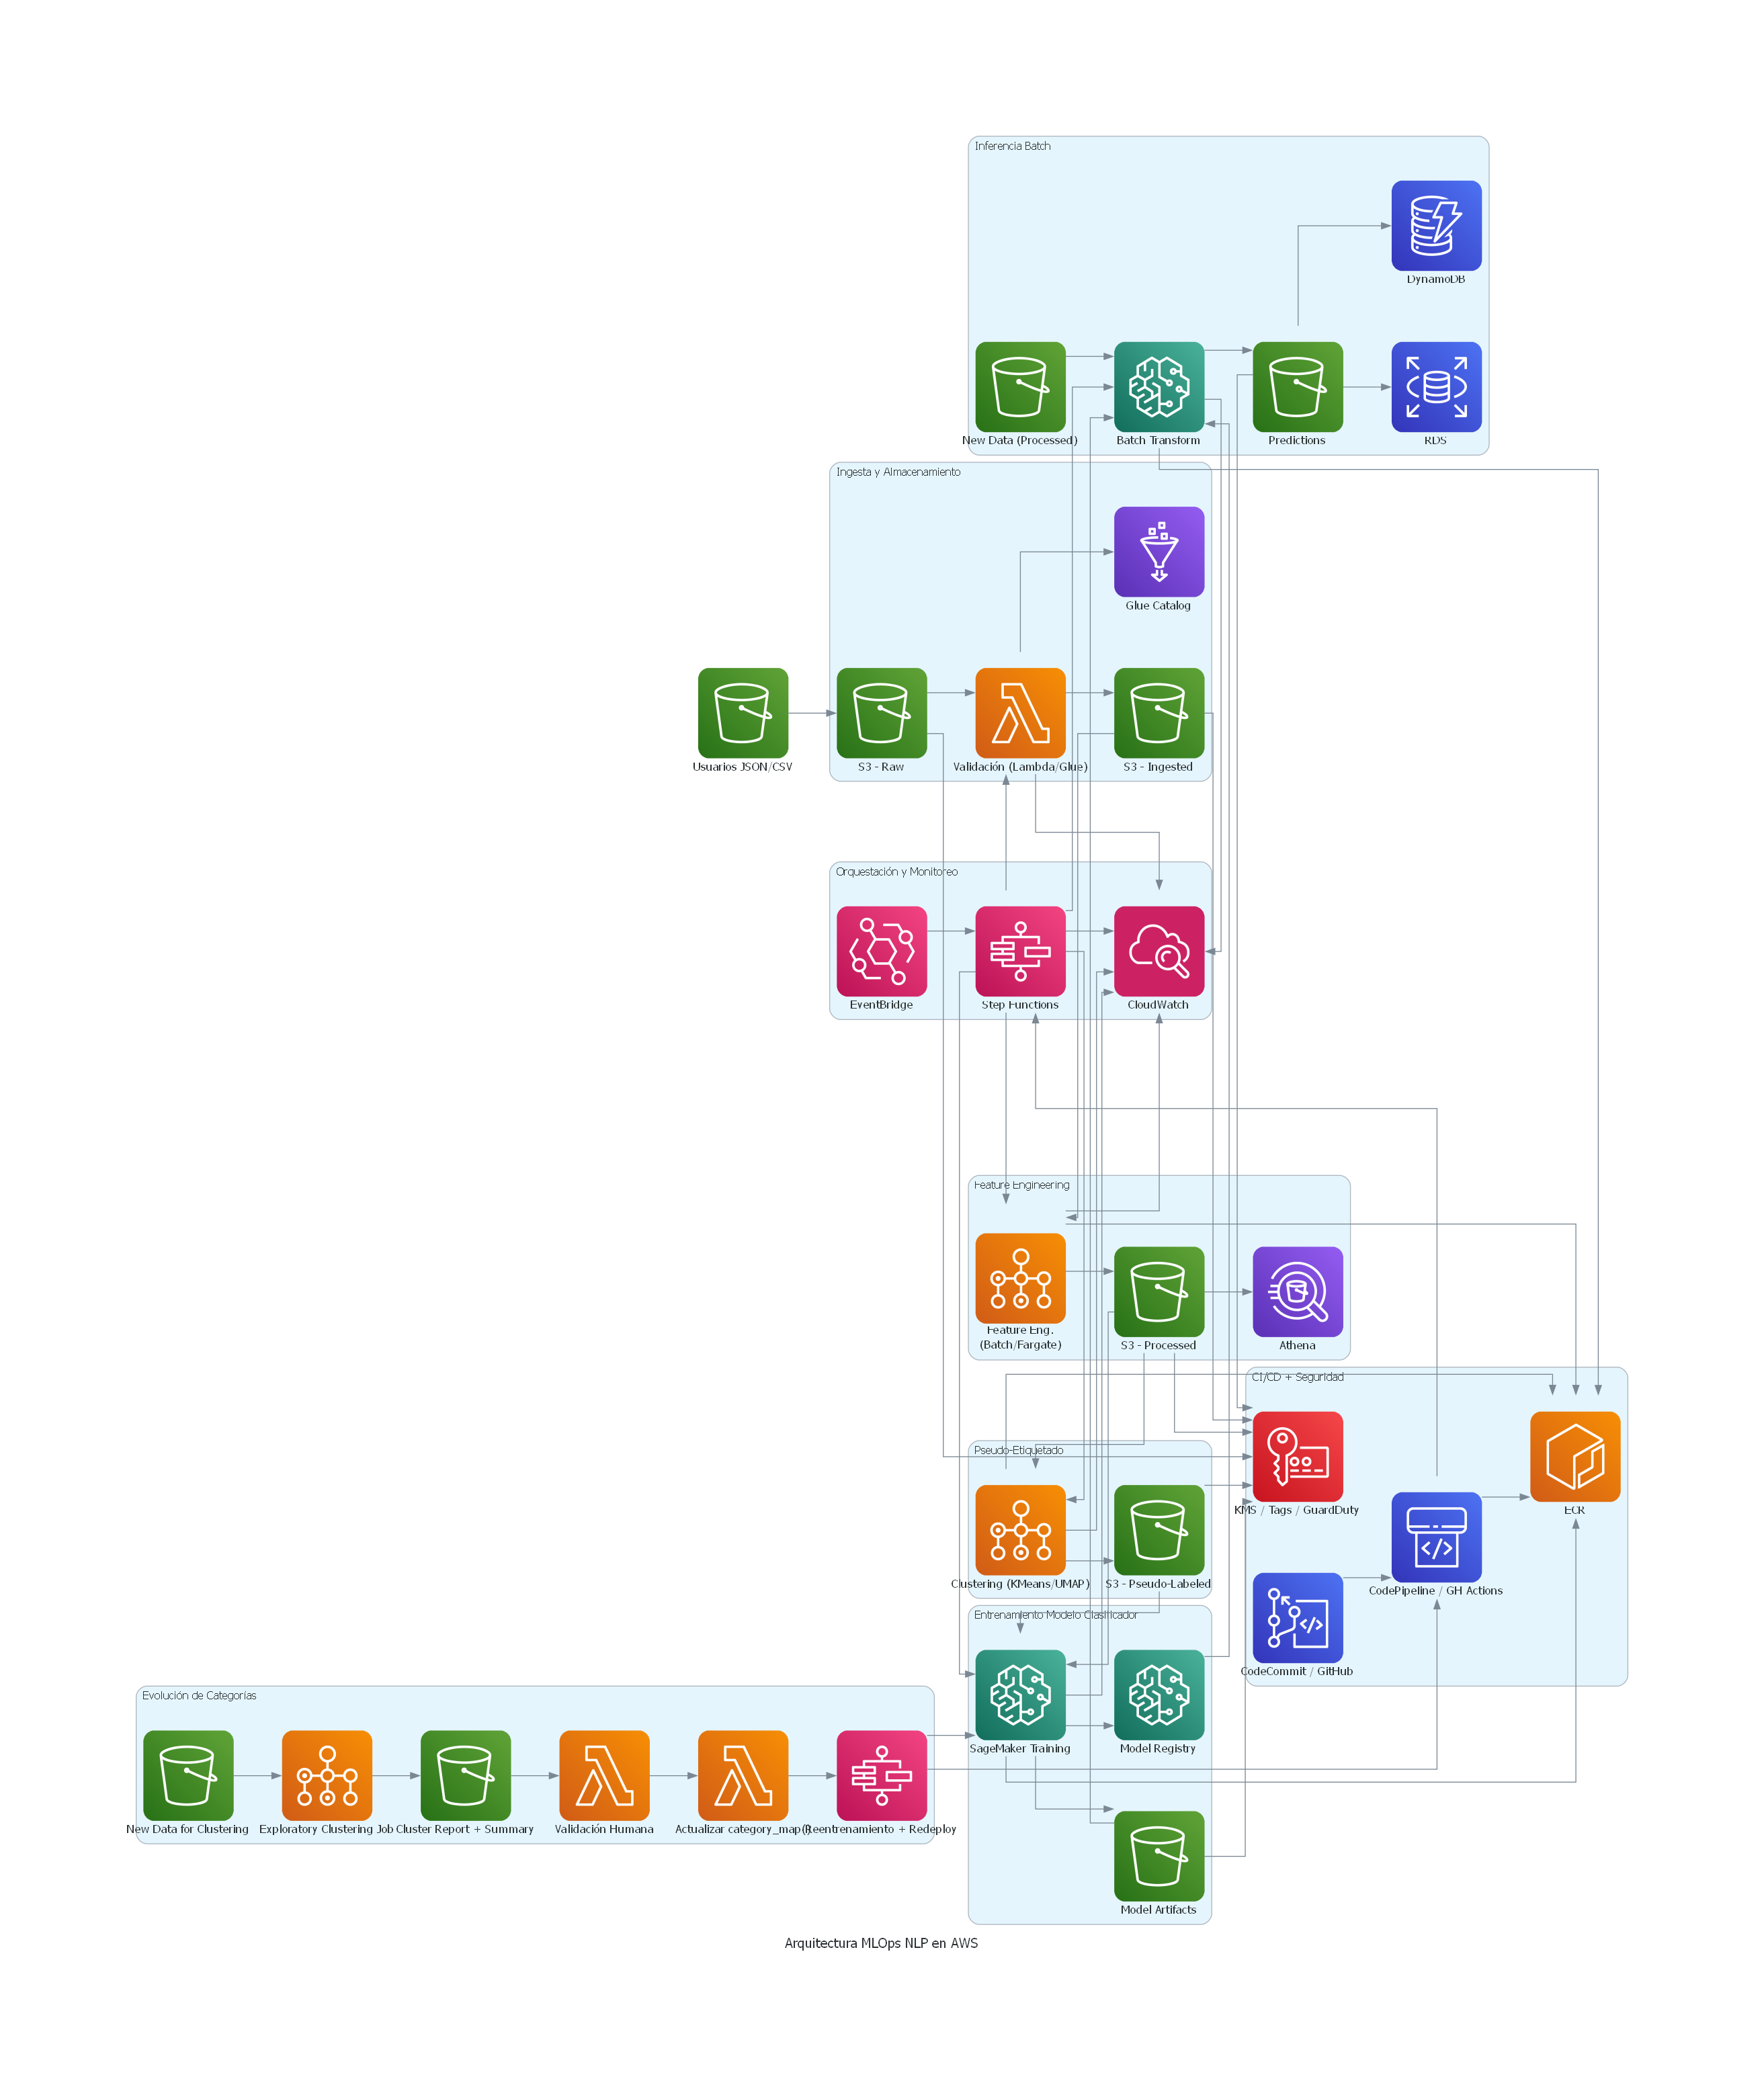 Inferencia Batch
DynamoDB
New Data (Processed)
Batch Transform
Predictions
RDS
Ingesta y Almacenamiento
Glue Catalog
Usuarios JSON/CSV
S3 - Raw
Validación (Lambda/Glue)
S3 - Ingested
Orquestación y Monitoreo
EventBridge
Step Functions
CloudWatch
Feature Engineering
Feature Eng.
(Batch/Fargate)
S3 - Processed
Athena
CI/CD + Seguridad
KMS / Tags / GuardDuty
ECR
CodePipeline / GH Actions
CodeCommit / GitHub
Pseudo-Etiquetado
Clustering (KMeans/UMAP)
S3 - Pseudo-Labeled
Entrenamiento Modelo Clasificador
SageMaker Training
Model Registry
Model Artifacts
Evolución de Categorías
New Data for Clustering
Exploratory Clustering Job
Cluster Report + Summary
Validación Humana
Actualizar category_map()
Reentrenamiento + Redeploy
Arquitectura MLOps NLP en AWS